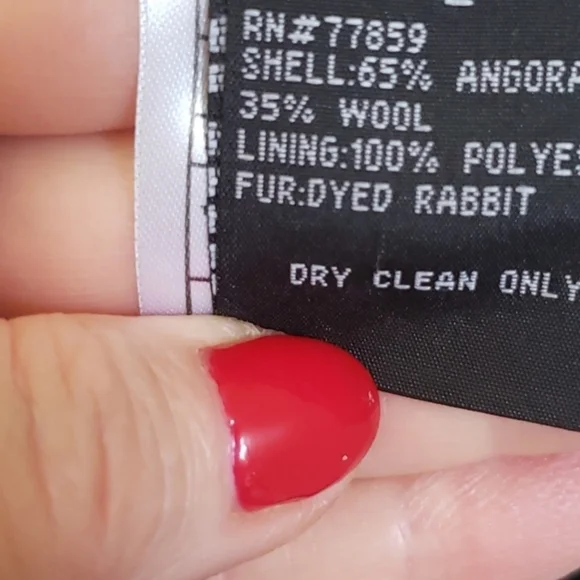 RN#77859
SHELL:65% ANGORA
35% WOOL
LINING:100% POLYES
FUR:DYED RABBIT
DRY CLEAN ONLY